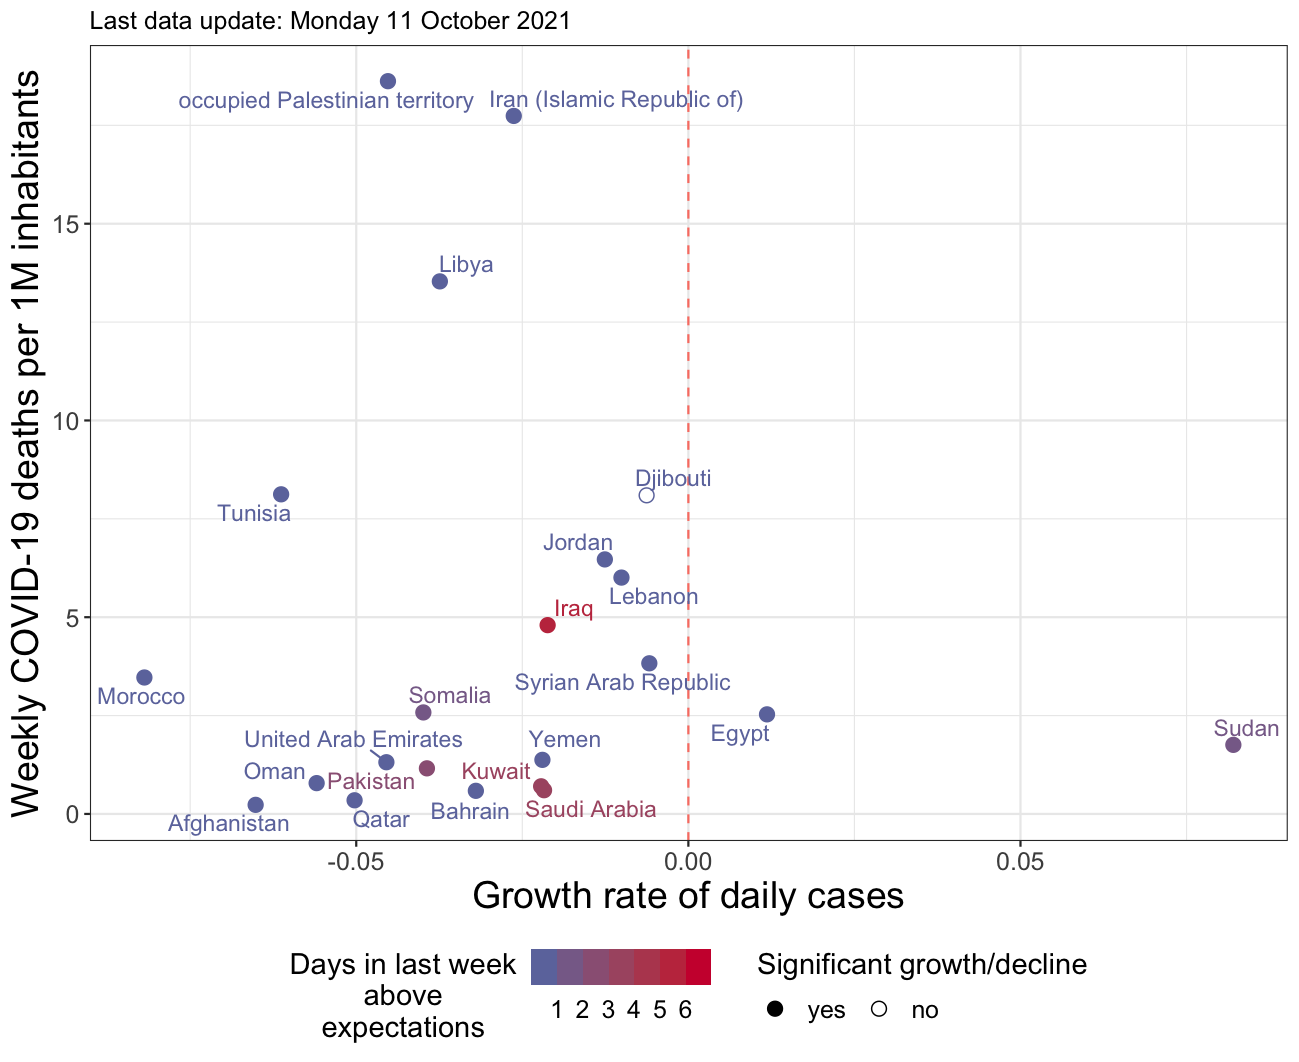 Last data update: Monday 11 October 2021
Weekly COVID-19 deaths per 1M inhabitants
15
10
5
0
occupied Palestinian territory
Iran (Islamic Republic of)
Libya
Djibouti
Tunisia
Jordan
Lebanon
Iraq
Syrian Arab Republic
Morocco
Somalia
Egypt
Sudan
United Arab Emirates
Yemen
Oman
Pakistan
Kuwait
Afghanistan
Qatar
Bahrain
Saudi Arabia
-0.05
0.00
0.05
Growth rate of daily cases
Days in last week
above
expectations
1 2 3 4 5 6
Significant growth/decline
yes
no